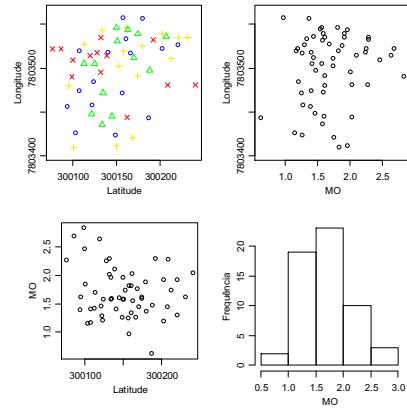 7803500
7803400
Longitude
300100 300150 300200
Latitude
7803500
7803400
Longitude
1.0 1.5 2.0 2.5
MO
2.5
2.0
1.5
1.0
MO
300100 300200
Latitude
20
10
5
0
Frequência
0.5 1.0 1.5 2.0 2.5 3.0
MO